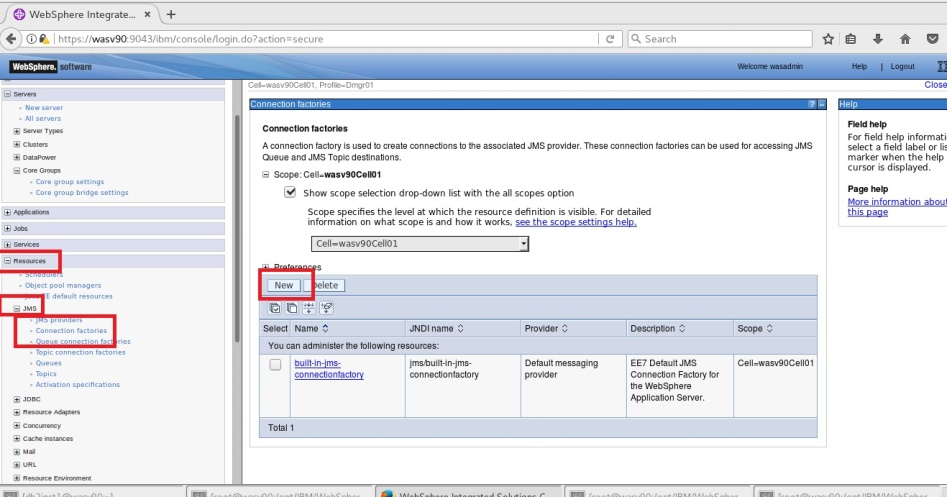 WebSphere Integrate...
https://wasv90:9043/ibm/console/login.do?action=secure
Search
WebSphere. software
Welcome wasadmin
Help | Logout
Cell=wasv90Cell01, Profile=Dmgr01
Close
Servers
New server
All servers
Server Types
Clusters
DataPower
Core Groups
Core group settings
Core group bridge settings
Applications
Jobs
Services
Resources
Schedulers
Object pool managers
E default resources
JMS
JMS providers
Connection factories
Queue connection factories
Topic connection factories
Queues
Topics
Activation specifications
JDBC
Resource Adapters
Concurrency
Cache instances
Mail
URL
Resource Environment
Connection factories
? –
Connection factories
A connection factory is used to create connections to the associated JMS provider. These connection factories can be used for accessing JMS
Queue and JMS Topic destinations.
Scope: Cell=wasv90Cell01
Show scope selection drop-down list with the all scopes option
Scope specifies the level at which the resource definition is visible. For detailed
information on what scope is and how it works, see the scope settings help.
Cell=wasv90Cell01
Preferences
New Delete
Select Name JNDI name Provider Description Scope
You can administer the following resources:
built-in-jms-
connectionfactory
jms/built-in-jms-
connectionfactory
Default messaging
provider
EE7 Default JMS
Connection Factory for
the WebSphere
Application Server.
Cell=wasv90Cell01
Total 1
Help
Field help
For field help informati
select a field label or lis
marker when the help
cursor is displayed.
Page help
More information about
this page
[db2inst1@wasv90:~]
[root@wasv90:/opt/IBM/WebSpher...
WebSphere Integrated Solutions C...
[root@wasv90:/opt/IBM/WebSpher...
[root@wasv90:/opt/IBM/WebSpher...